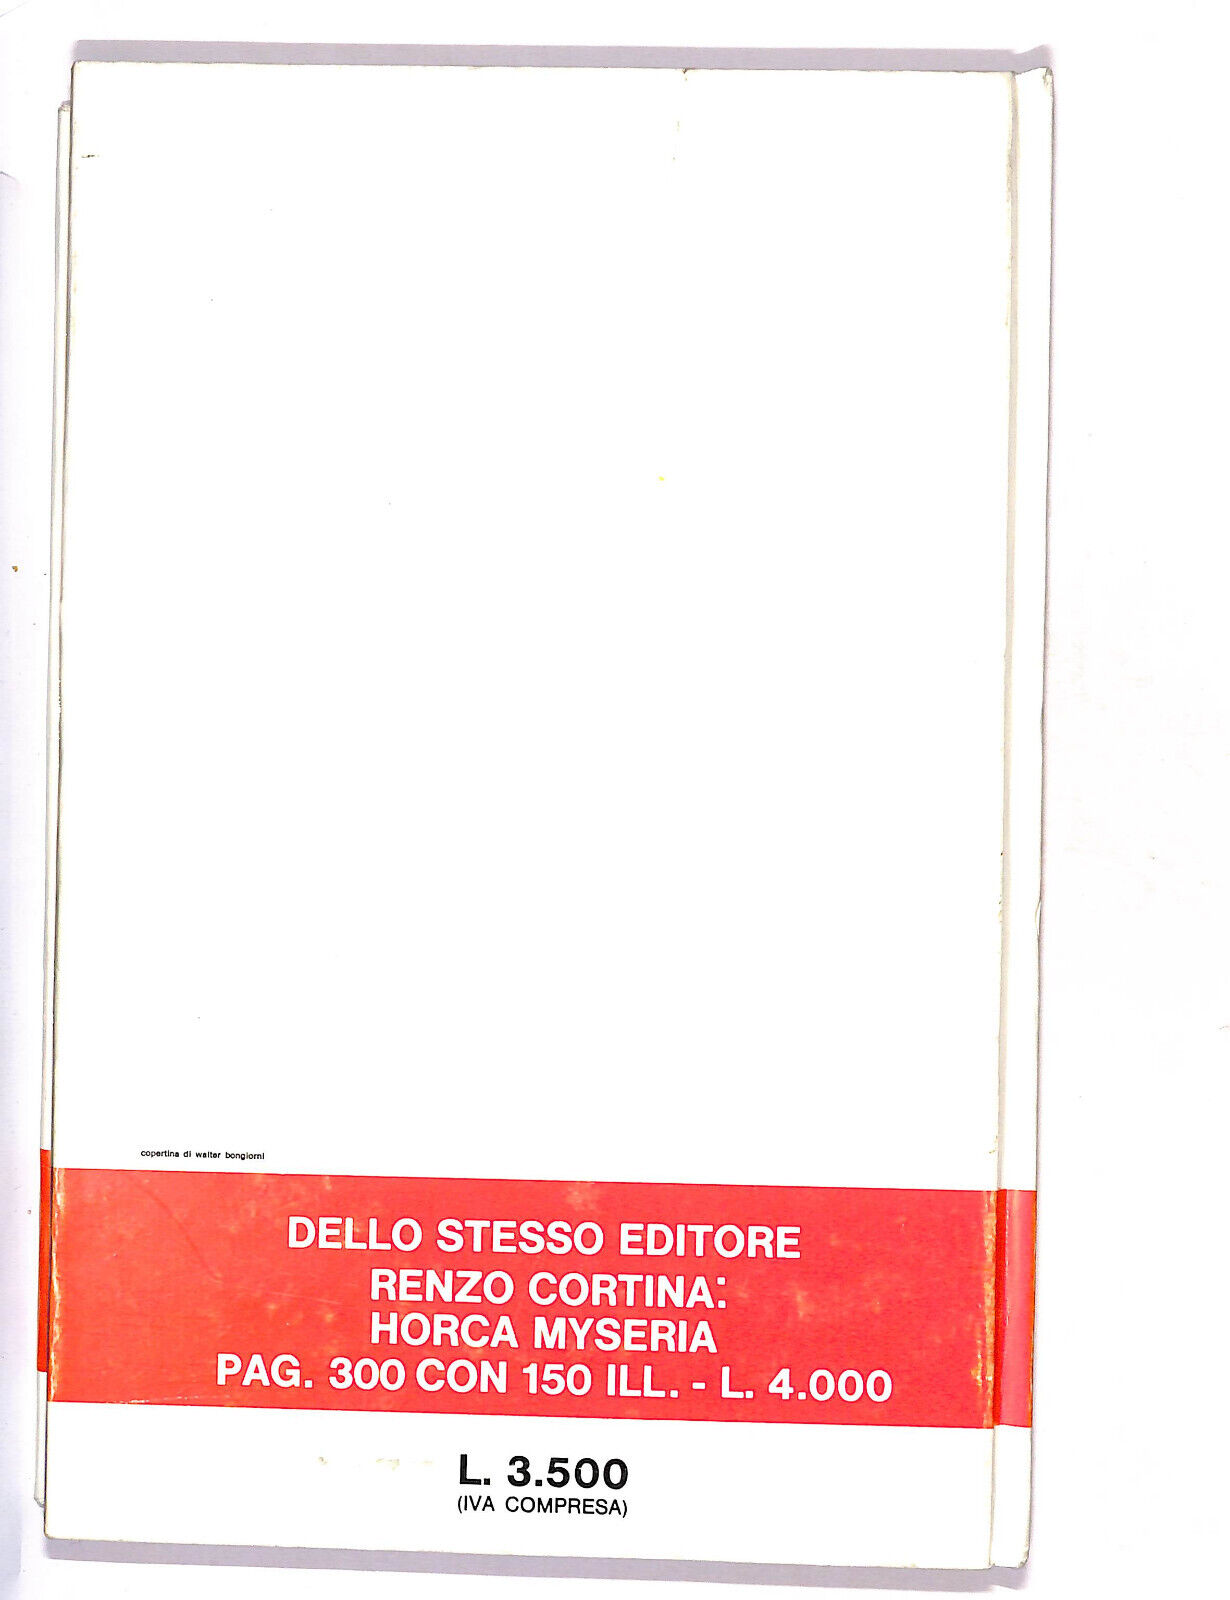 copertina di walter bongiorni
DELLO STESSO EDITORE
RENZO CORTINA:
HORCA MYSERIA
PAG. 300 CON 150 ILL. - L. 4.000
L. 3.500
(IVA COMPRESA)